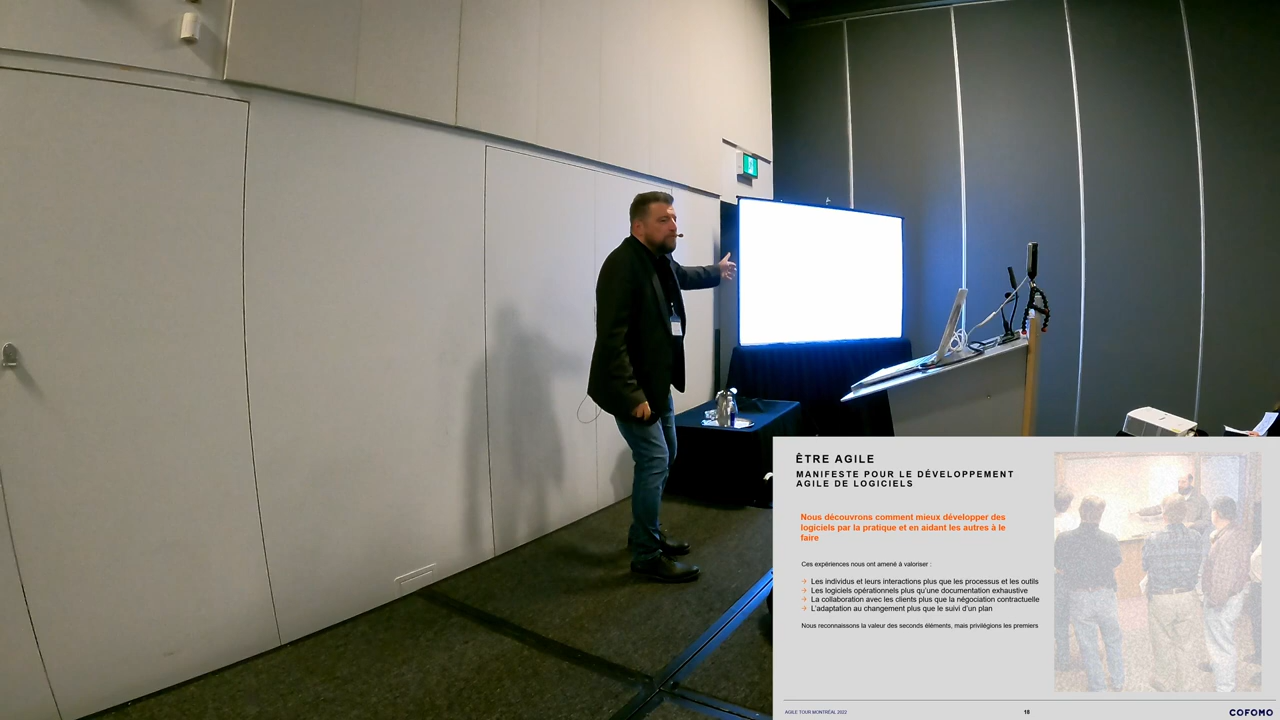 ÊTRE AGILE
MANIFESTE POUR LE DÉVELOPPEMENT
AGILE DE LOGICIELS
Nous découvrons comment mieux développer des
logiciels par la pratique et en aidant les autres à le
faire
Ces expériences nous ont amené à valoriser :
→ Les individus et leurs interactions plus que les processus et les outils
→ Les logiciels opérationnels plus qu'une documentation exhaustive
→ La collaboration avec les clients plus que la négociation contractuelle
→ L'adaptation au changement plus que le suivi d'un plan
Nous reconnaissons la valeur des seconds éléments, mais privilégions les premiers
AGILE TOUR MONTRÉAL 2022
18
COFOMO